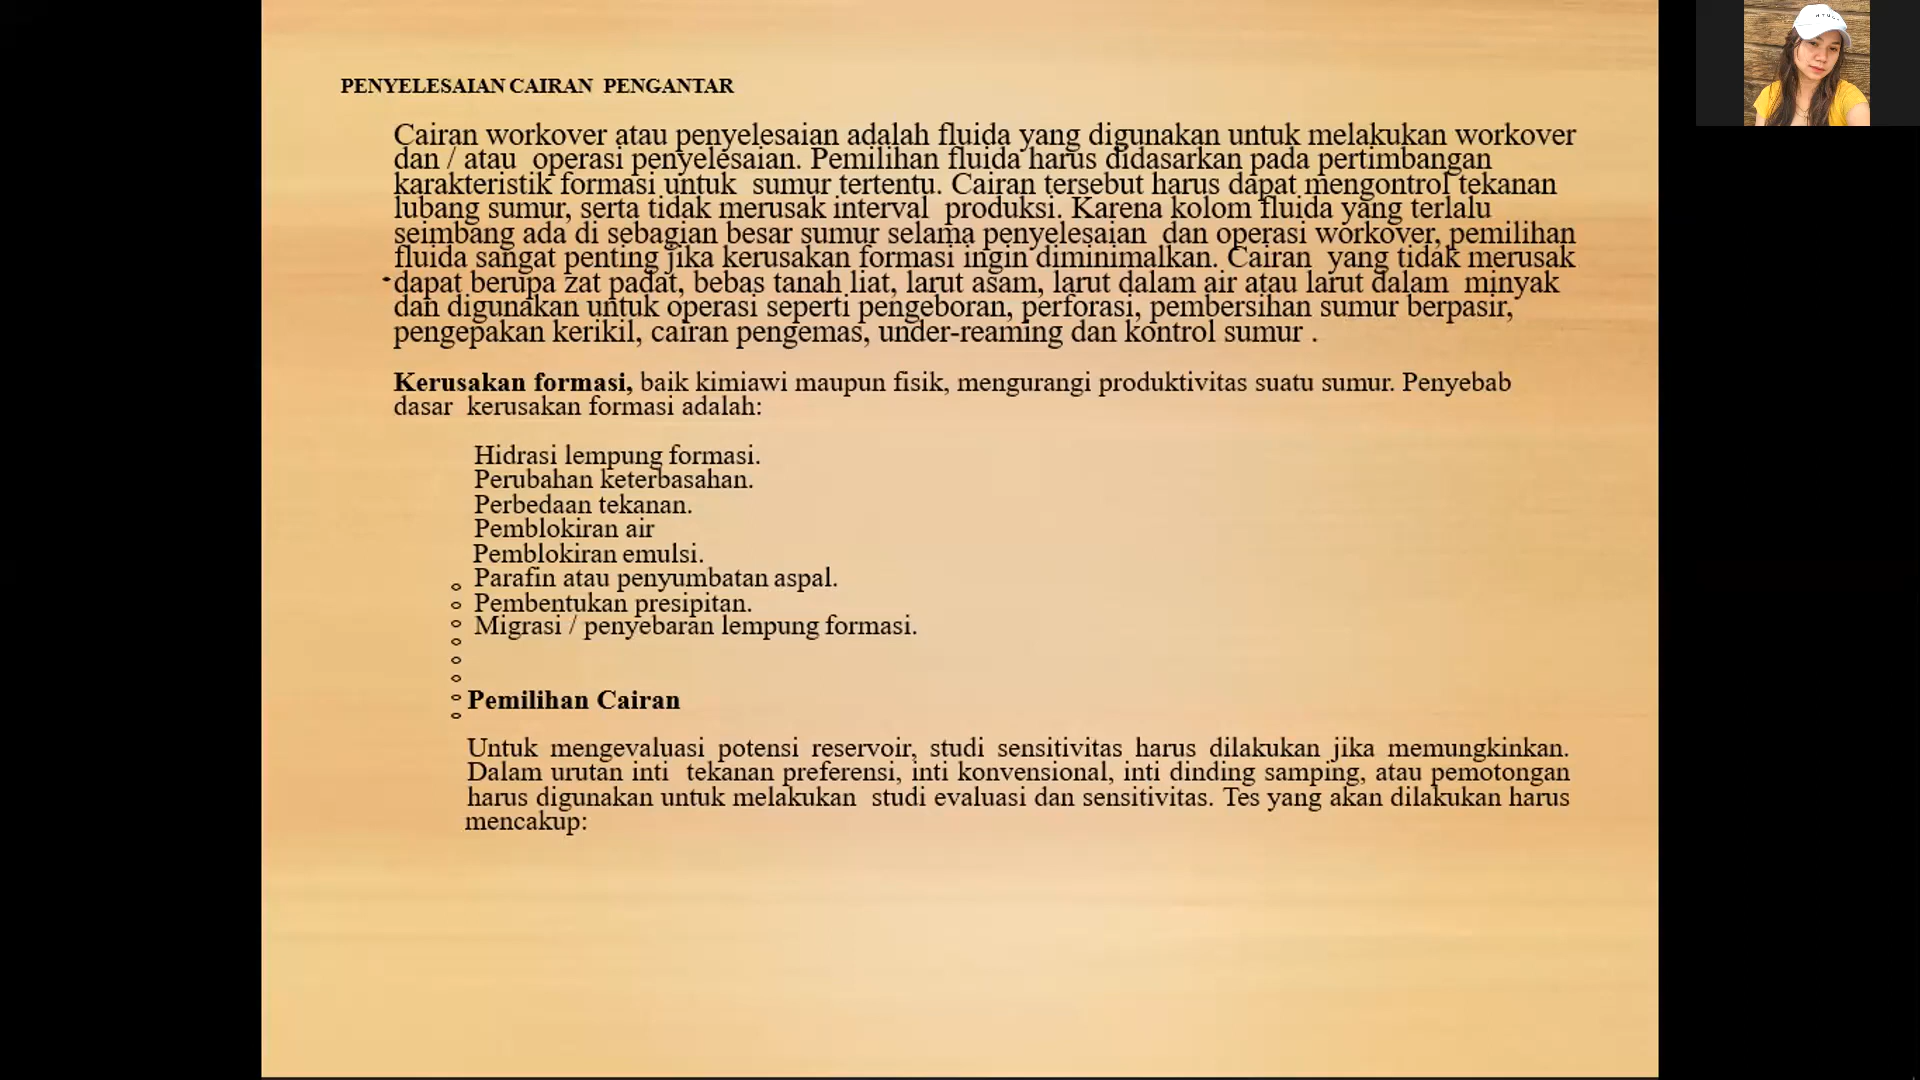 PENYELESAIAN CAIRAN PENGANTAR
Cairan workover atau penyelesaian adalah fluida yang digunakan untuk melakukan workover
dan / atau operasi penyelesaian. Pemilihan fluida harus didasarkan pada pertimbangan
karakteristik formasi untuk sumur tertentu. Cairan tersebut harus dapat mengontrol tekanan
lubang sumur, serta tidak merusak interval produksi. Karena kolom fluida yang terlalu
seimbang ada di sebagian besar sumur selama penyelesaian dan operasi workover, pemilihan
fluida sangat penting jika kerusakan formasi ingin diminimalkan. Cairan yang tidak merusak
dapat berupa zat padat, bebas tanah liat, larut asam, larut dalam air atau larut dalam minyak
dan digunakan untuk operasi seperti pengeboran, perforasi, pembersihan sumur berpasir,
pengepakan kerikil, cairan pengemas, under-reaming dan kontrol sumur .
Kerusakan formasi, baik kimiawi maupun fisik, mengurangi produktivitas suatu sumur. Penyebab
dasar kerusakan formasi adalah:
Hidrasi lempung formasi.
Perubahan keterbasahan.
Perbedaan tekanan.
Pemblokiran air
Pemblokiran emulsi.
Parafin atau penyumbatan aspal.
Pembentukan presipitan.
Migrasi / penyebaran lempung formasi.
Pemilihan Cairan
Untuk mengevaluasi potensi reservoir, studi sensitivitas harus dilakukan jika memungkinkan.
Dalam urutan inti tekanan preferensi, inti konvensional, inti dinding samping, atau pemotongan
harus digunakan untuk melakukan studi evaluasi dan sensitivitas. Tes yang akan dilakukan harus
mencakup: